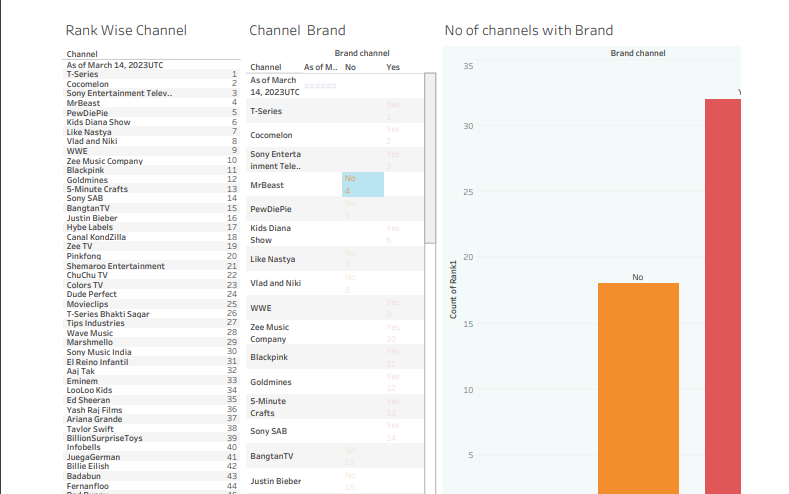 Rank Wise Channel
Channel
As of March 14, 2023UTC
T-Series 1
Cocomelon 2
Sony Entertainment Telev.. 3
MrBeast 4
PewDiePie 5
Kids Diana Show 6
Like Nastya 7
Vlad and Niki 8
WWE 9
Zee Music Company 10
Blackpink 11
Goldmines 12
5-Minute Crafts 13
Sony SAB 14
BangtanTV 15
Justin Bieber 16
Hybe Labels 17
Canal KondZilla 18
Zee TV 19
Pinkfong 20
Shemaroo Entertainment 21
ChuChu TV 22
Colors TV 23
Dude Perfect 24
Movieclips 25
T-Series Bhakti Sagar 26
Tips Industries 27
Wave Music 28
Marshmello 29
Sony Music India 30
El Reino Infantil 31
Aaj Tak 32
Eminem 33
LooLoo Kids 34
Ed Sheeran 35
Yash Raj Films 36
Ariana Grande 37
Taylor Swift 38
BillionSurpriseToys 39
Infobells 40
JuegaGerman 41
Billie Eilish 42
Badabun 43
Fernanfloo 44
Channel Brand
Brand channel
Channel As of M.. No Yes
As of March
14, 2023UTC ######
T-Series Yes
1
Cocomelon Yes
2
Sony Enterta
inment Tele.. Yes
3
MrBeast No
4
PewDiePie No
5
Kids Diana
Show Yes
6
Like Nastya No
7
Vlad and Niki No
8
WWE Yes
9
Zee Music
Company Yes
10
Blackpink Yes
11
Goldmines Yes
12
5-Minute
Crafts Yes
13
Sony SAB Yes
14
BangtanTV No
15
Justin Bieber No
16
No of channels with Brand
Brand channel
Count of Rank1
35
30
25
20
15
10
5
No